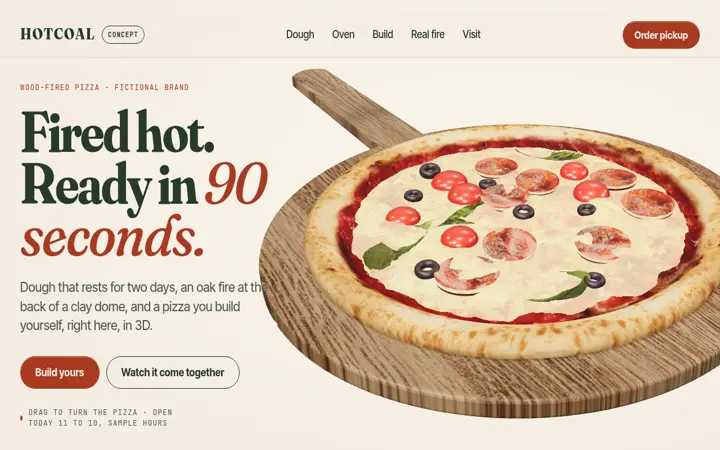 HOTCOAL
CONCEPT
Dough
Oven
Build
Real fire
Visit
Order pickup
WOOD-FIRED PIZZA · FICTIONAL BRAND
Fired hot.
Ready in 90
seconds.
Dough that rests for two days, an oak fire at the
back of a clay dome, and a pizza you build
yourself, right here, in 3D.
Build yours
Watch it come together
DRAG TO TURN THE PIZZA · OPEN
TODAY 11 TO 10, SAMPLE HOURS